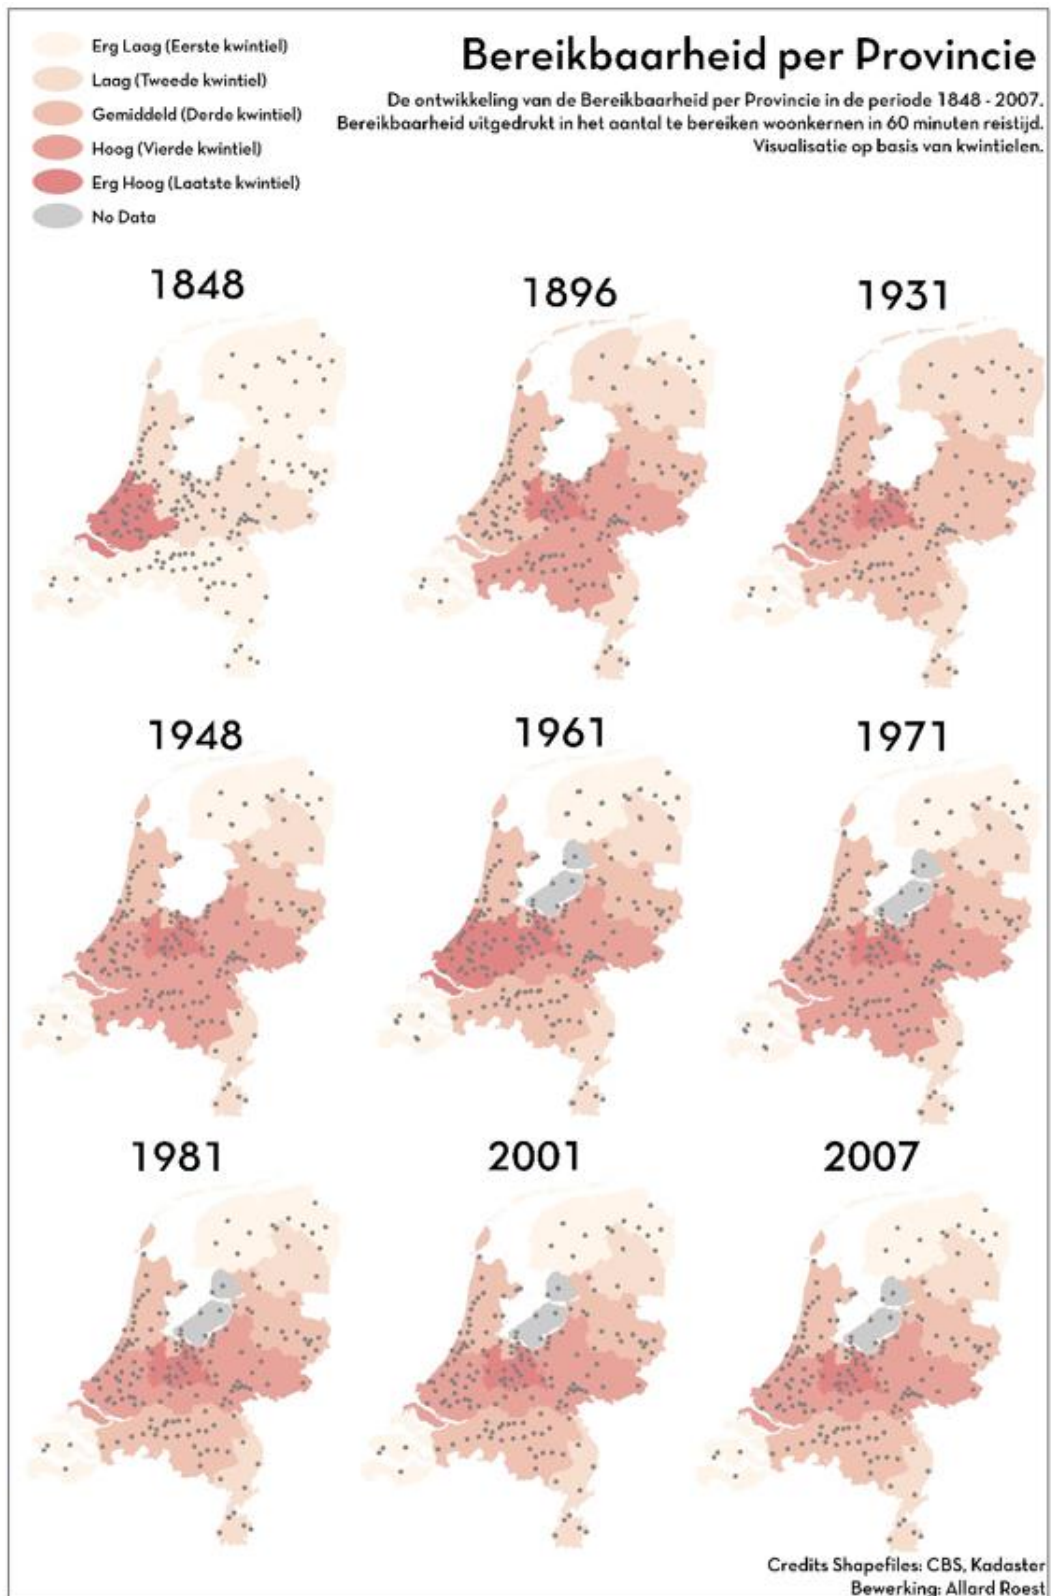 Bereikbaarheid per Provincie
De ontwikkeling van de Bereikbaarheid per Provincie in de periode 1848 - 2007.
Bereikbaarheid uitgedrukt in het aantal te bereiken woonkernen in 60 minuten reistijd.
Visualisatie op basis van kwintielen.
Erg Laag (Eerste kwintiel)
Laag (Tweede kwintiel)
Gemiddeld (Derde kwintiel)
Hoog (Vierde kwintiel)
Erg Hoog (Laatste kwintiel)
No Data
1848
1896
1931
1948
1961
1971
1981
2001
2007
Credits Shapefiles: CBS, Kadaster
Bewerking: Allard Roest